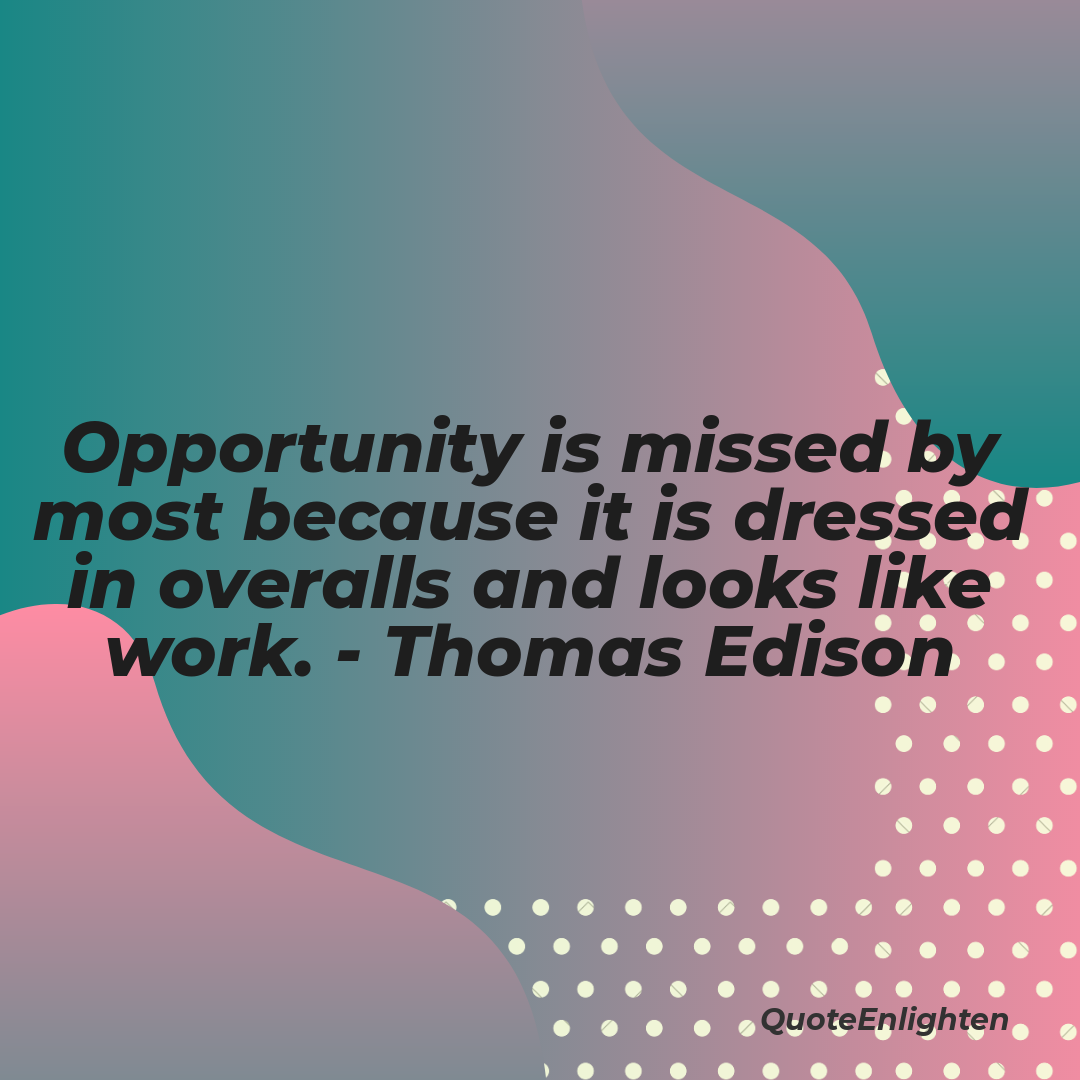 Opportunity is missed by
most because it is dressed
in overalls and looks like
work. - Thomas Edison
QuoteEnlighten